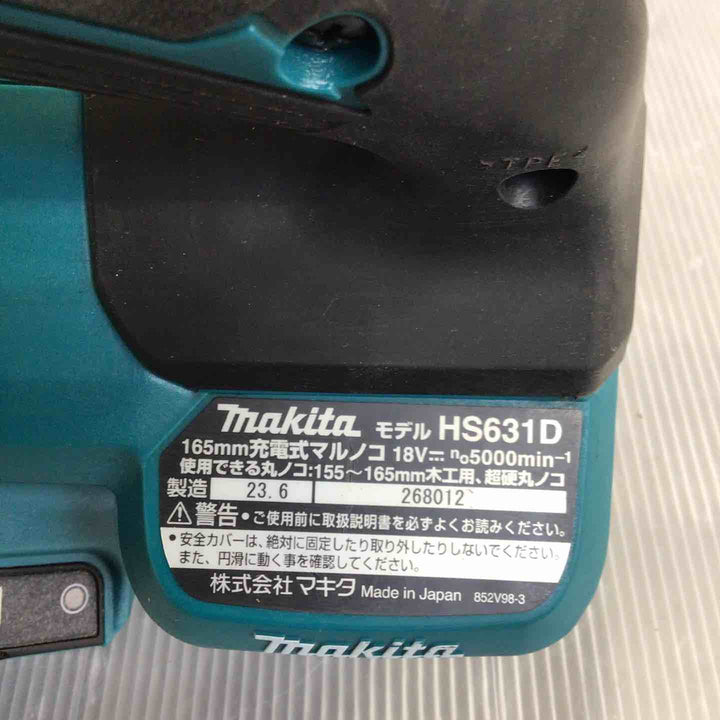 TPE
makita モデル HS631D
165mm充電式マルノコ 18V⎓ n₀5000min⁻¹
使用できる丸ノコ:155～165mm木工用、超硬丸ノコ
製造 23.6 268012
⚠警告•ご使用前に取扱説明書を必ずよくお読みください。
•安全カバーは、絶対に固定したり取り外したりしないでください。
また、円滑に動く事を確認してください。
株式会社マキタ Made in Japan 852V98-3
makita